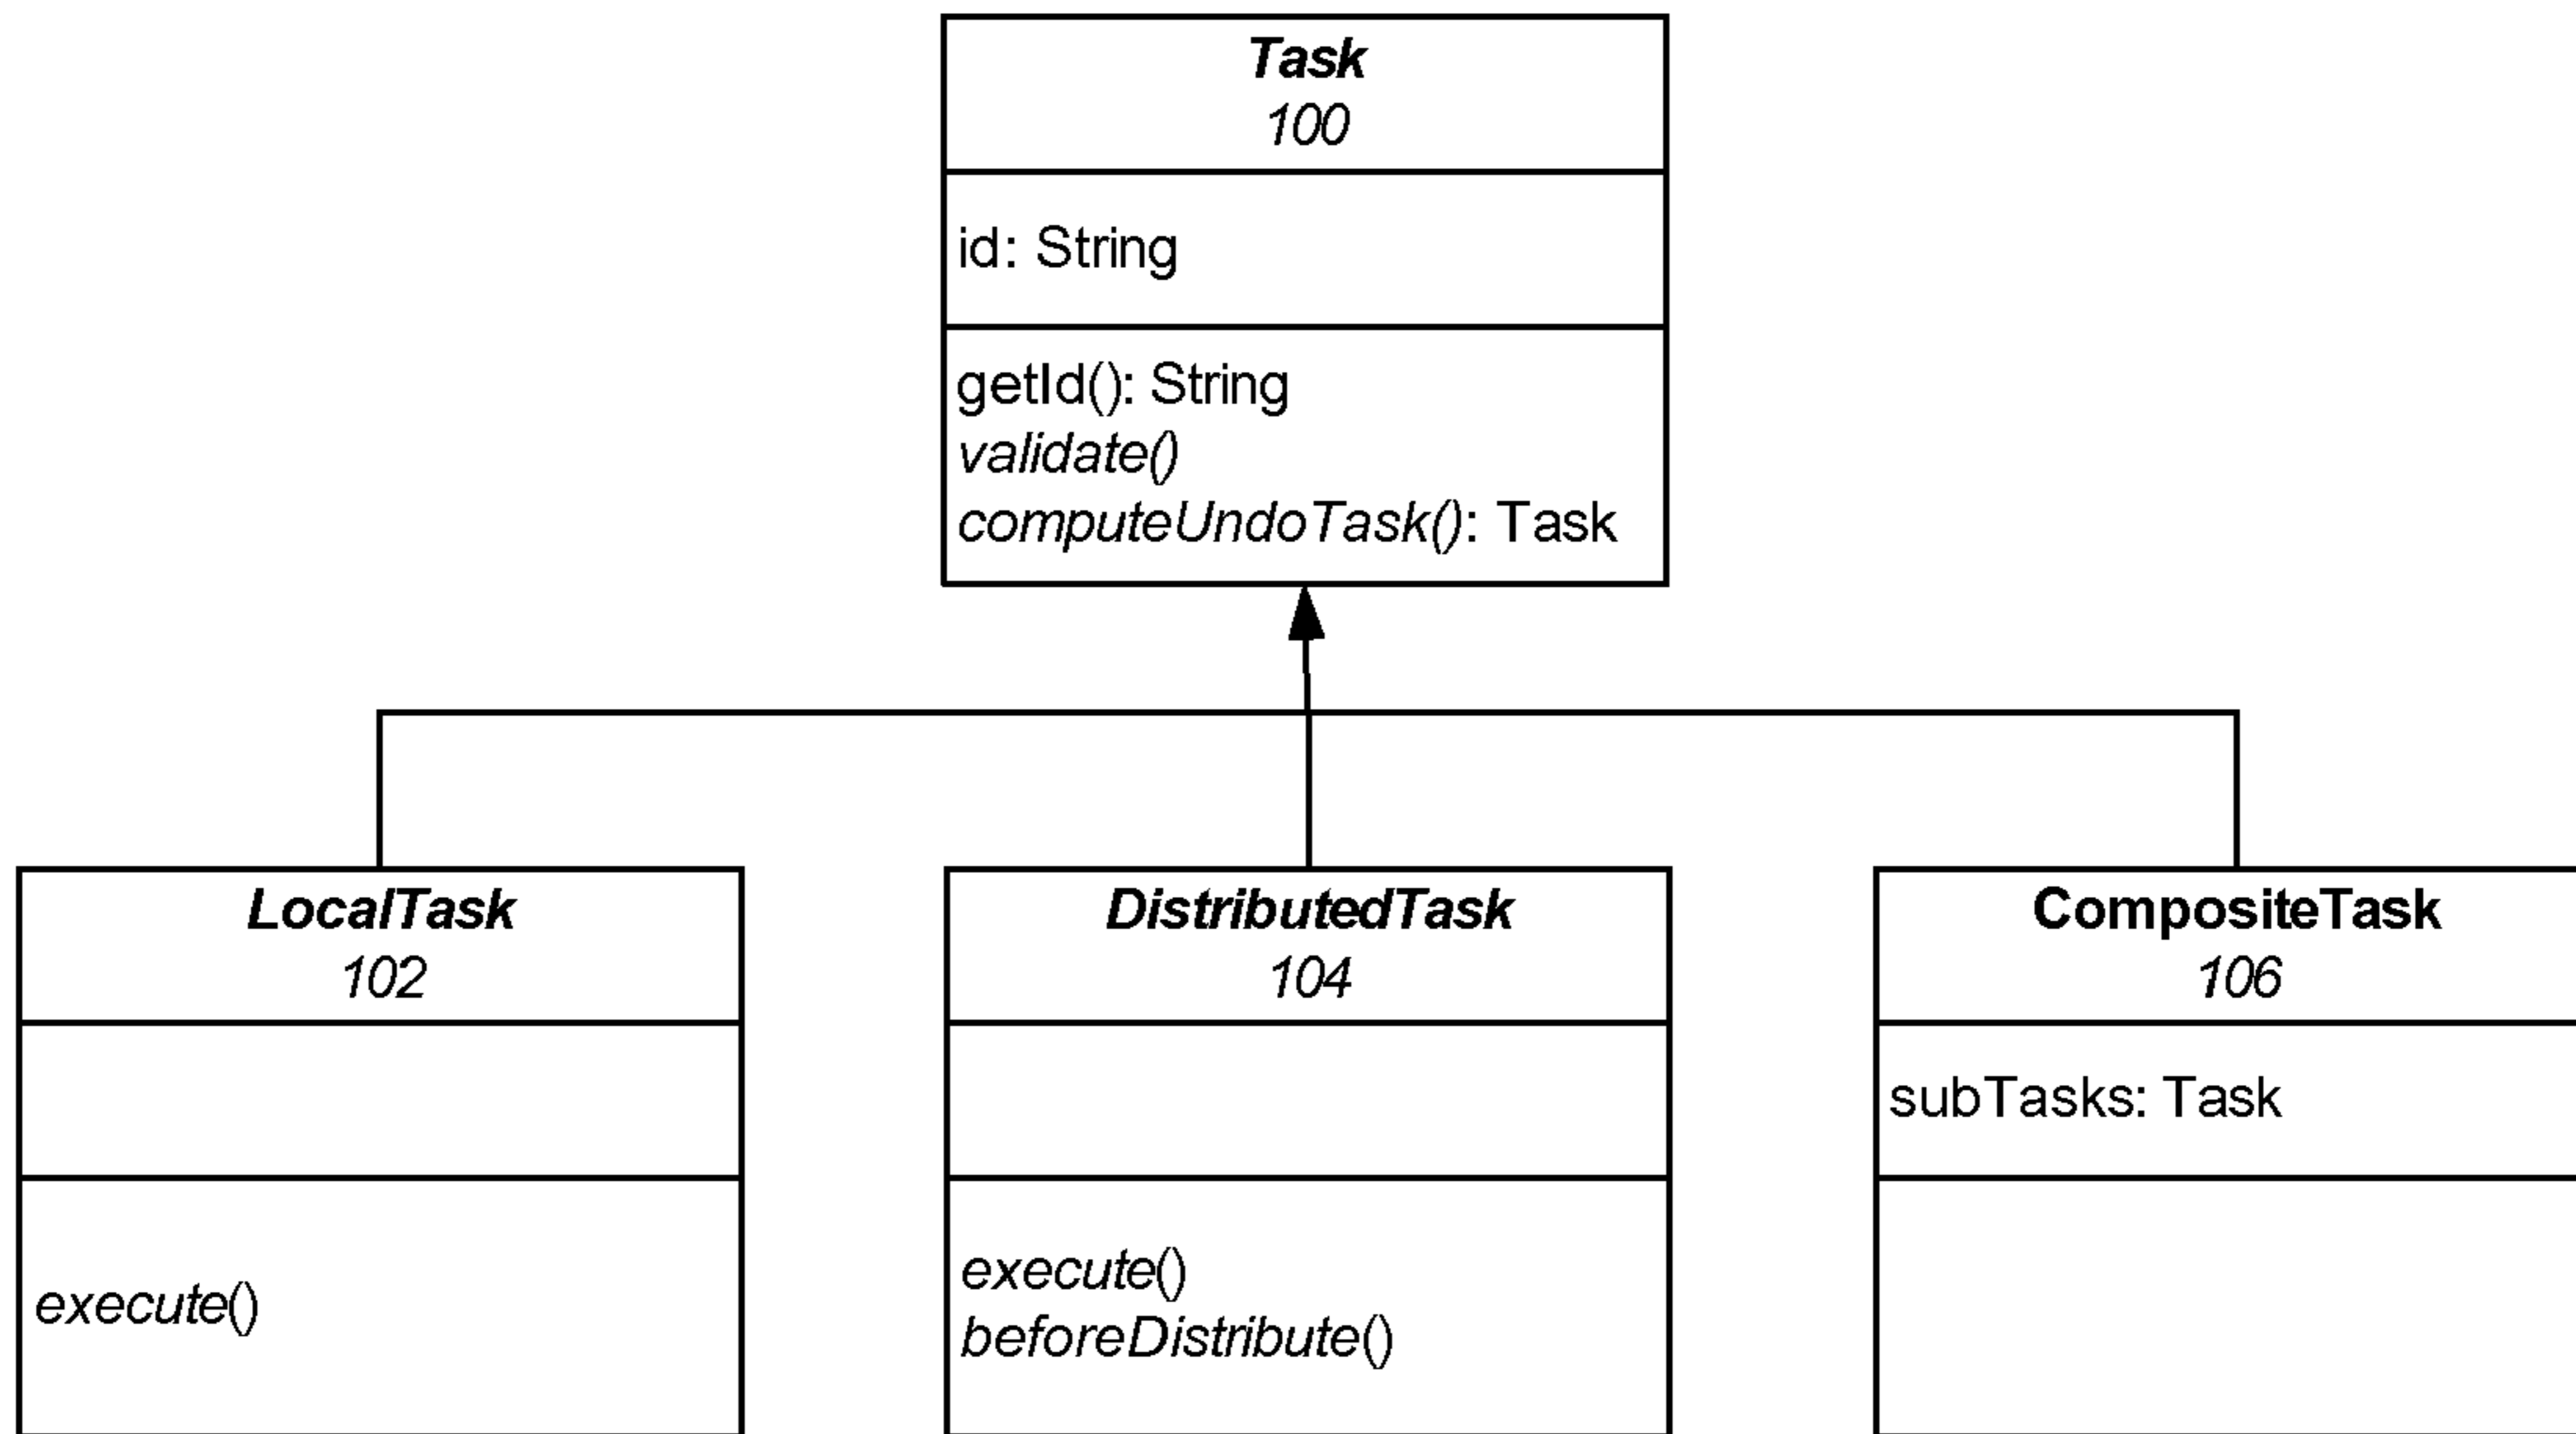 Task
100
id: String
getId(): String
validate()
computeUndoTask(): Task
LocalTask
102
execute()
DistributedTask
104
execute()
beforeDistribute()
CompositeTask
106
subTasks: Task